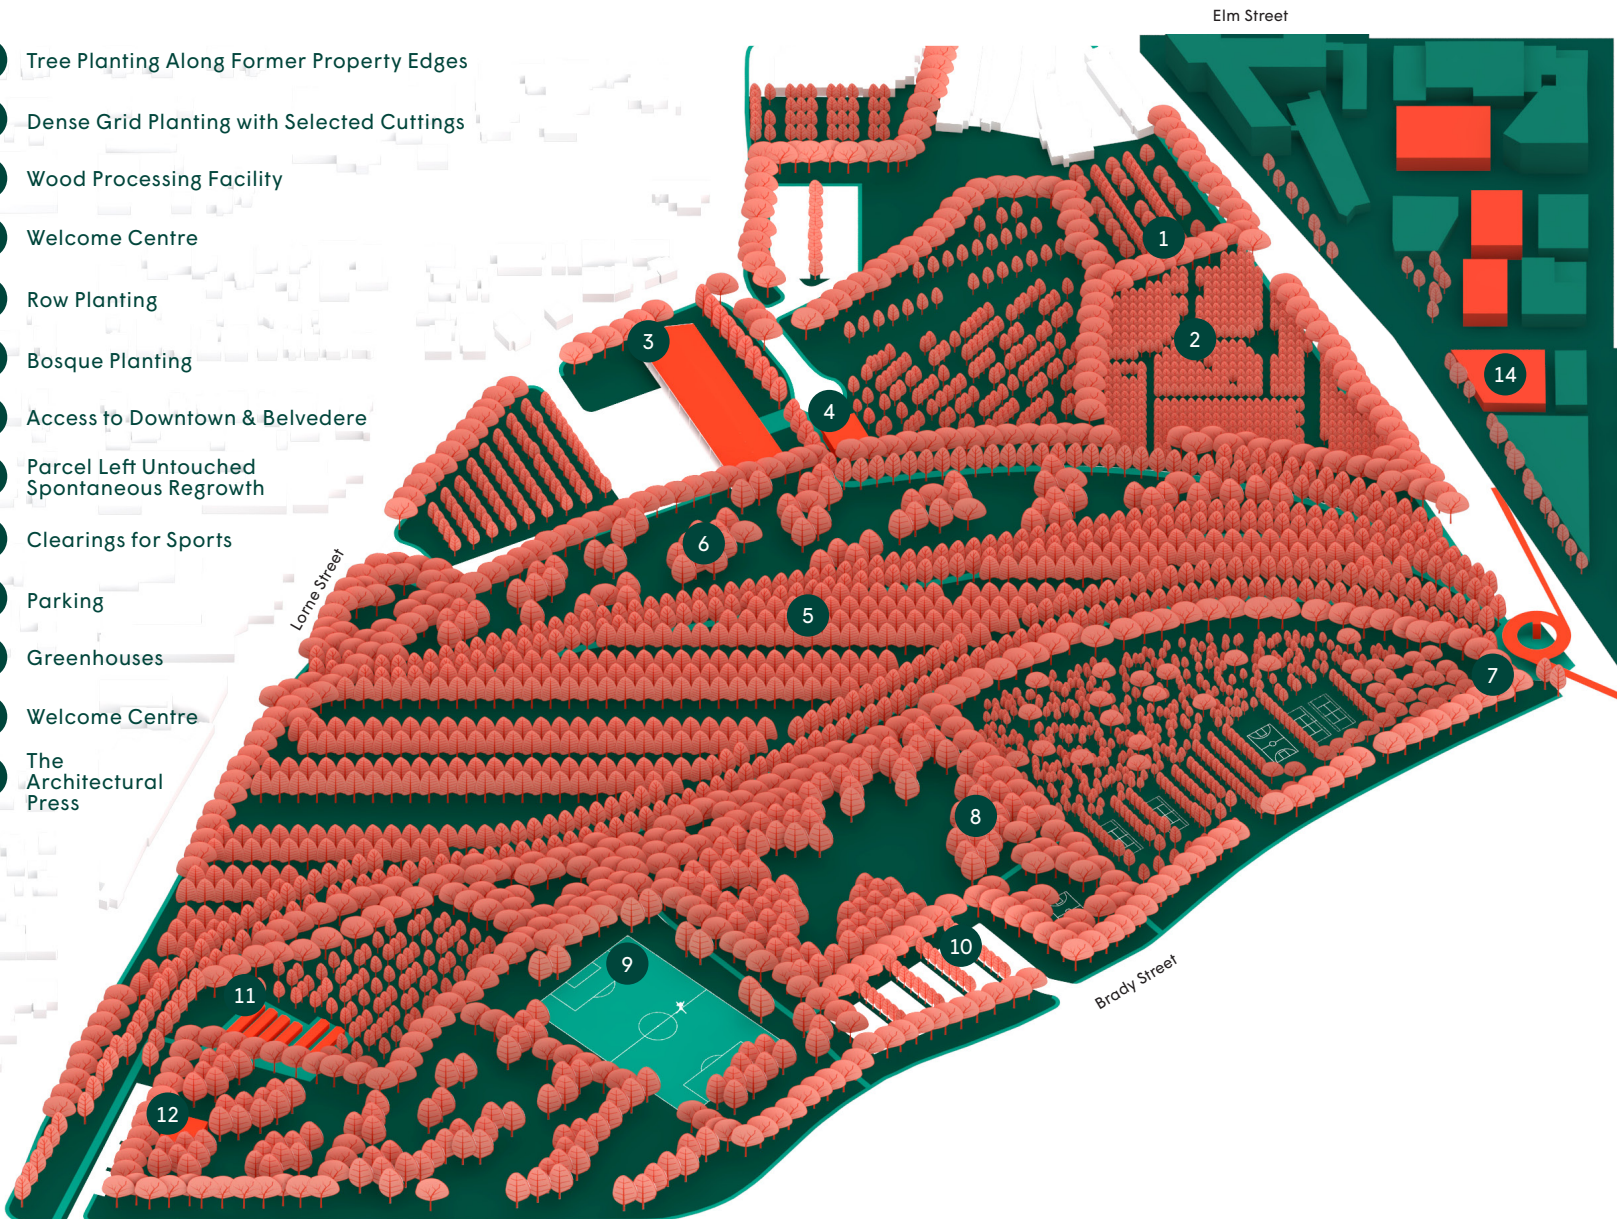 Elm Street
Tree Planting Along Former Property Edges
Dense Grid Planting with Selected Cuttings
Wood Processing Facility
Welcome Centre
Row Planting
Bosque Planting
Access to Downtown & Belvedere
Parcel Left Untouched
Spontaneous Regrowth
Clearings for Sports
Parking
Greenhouses
Welcome Centre
The
Architectural
Press
Lorne Street
Brady Street
1
2
3
4
14
6
5
7
8
9
10
11
12